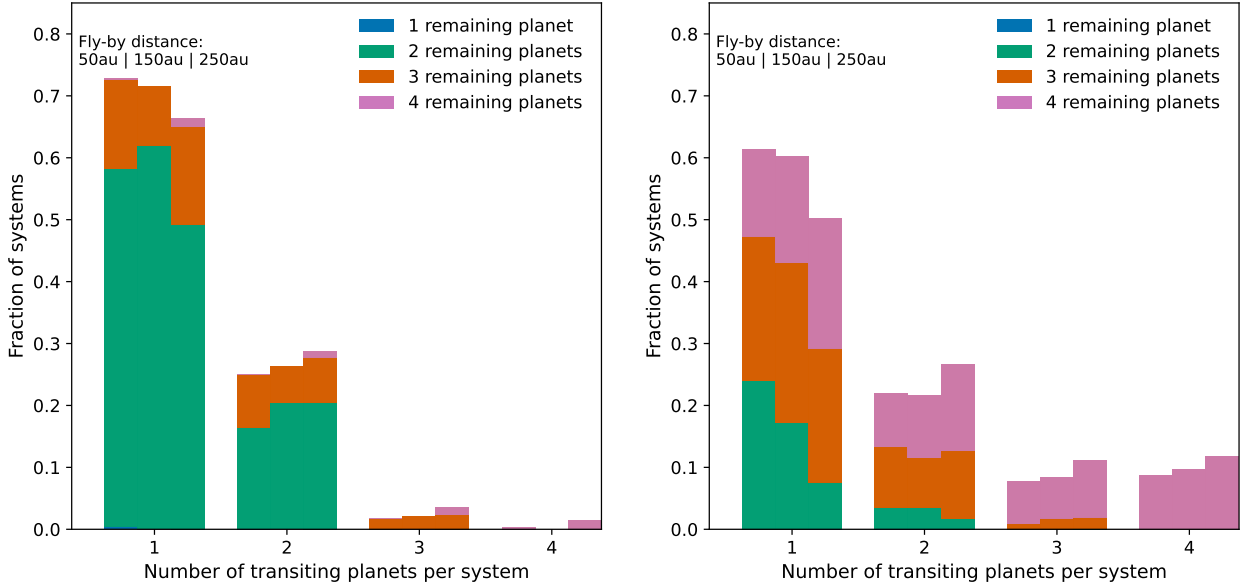 Fly-by distance:
50au | 150au | 250au
1 remaining planet
2 remaining planets
3 remaining planets
4 remaining planets
0.8
0.7
0.6
0.5
0.4
0.3
0.2
0.1
0.0
Fraction of systems
1 2 3 4
Number of transiting planets per system
Fly-by distance:
50au | 150au | 250au
1 remaining planet
2 remaining planets
3 remaining planets
4 remaining planets
0.8
0.7
0.6
0.5
0.4
0.3
0.2
0.1
0.0
Fraction of systems
1 2 3 4
Number of transiting planets per system